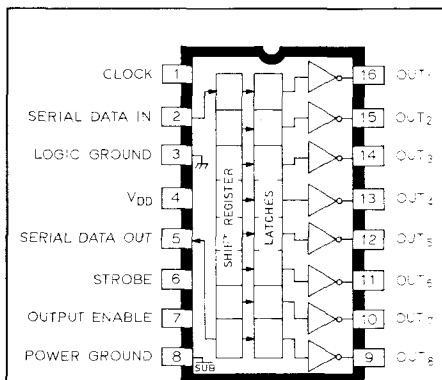 CLOCK 1 16 OUT1
SERIAL DATA IN 2 15 OUT2
LOGIC GROUND 3 14 OUT3
VDD 4 13 OUT4
SERIAL DATA OUT 5 12 OUT5
STROBE 6 11 OUT6
OUTPUT ENABLE 7 10 OUT7
POWER GROUND 8 9 OUT8
SUB
SHIFT REGISTER
LATCHES